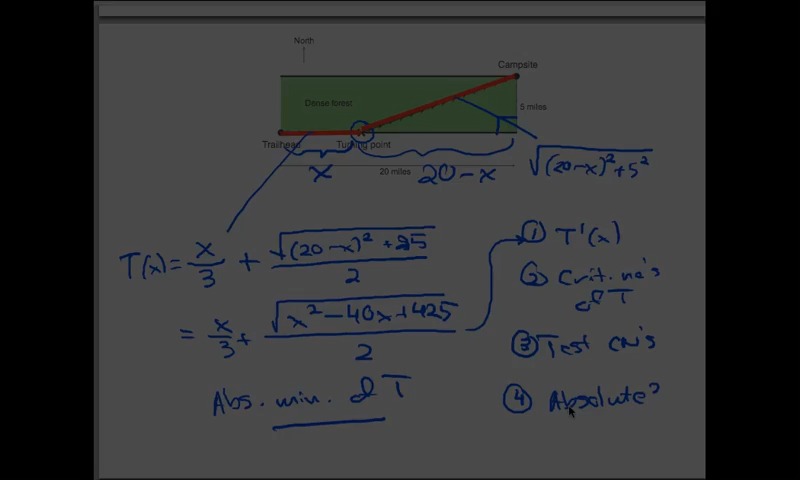 North
Campsite
Dense forest
5 miles
Trailhead
Turning point
20 miles
x
20-x
√(20-x)²+5²
T(x) = x/3 + √(20-x)²+25/2
= x/3 + √x²-40x+425/2
Abs. min. of T
① T'(x)
② Crit. no's
of T
③ Test CN's
④ Absolute?